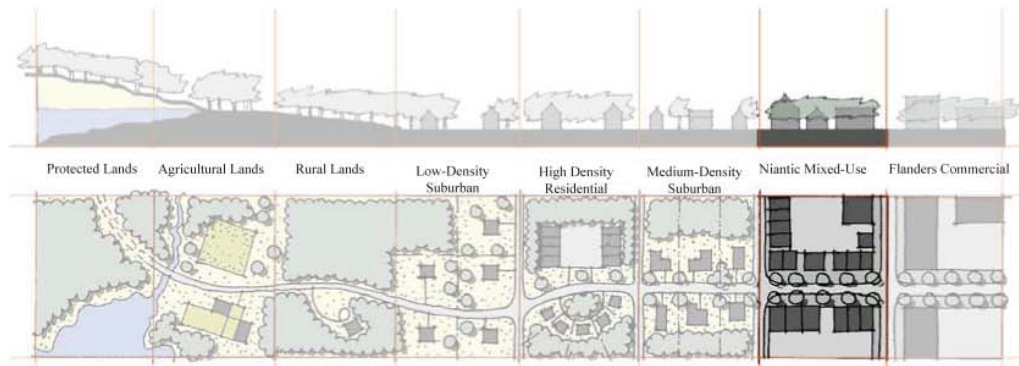 Protected Lands
Agricultural Lands
Rural Lands
Low-Density
Suburban
High Density
Residential
Medium-Density
Suburban
Niantic Mixed-Use
Flanders Commercial